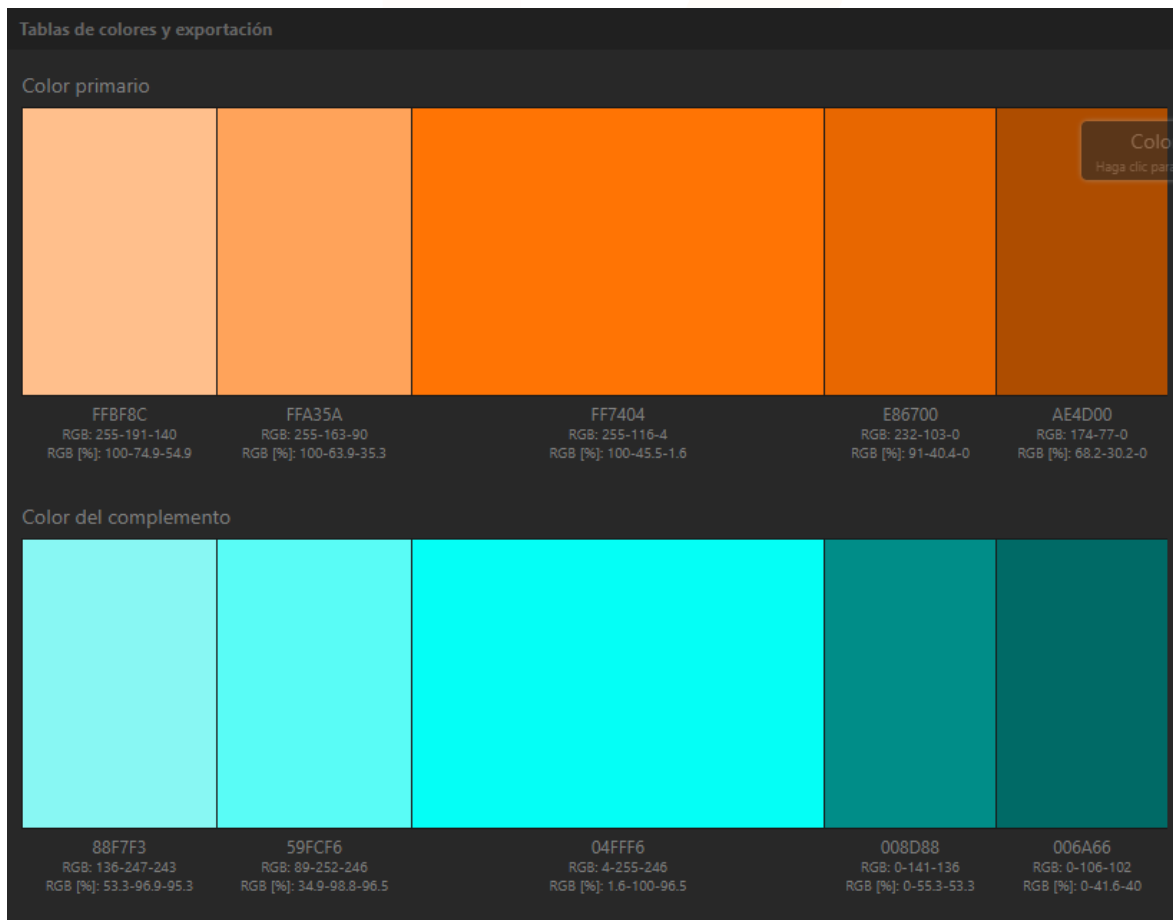 Tablas de colores y exportación
Color primario
Colo
Haga clic para
FFBF8C
RGB: 255-191-140
RGB [%]: 100-74.9-54.9
FFA35A
RGB: 255-163-90
RGB [%]: 100-63.9-35.3
FF7404
RGB: 255-116-4
RGB [%]: 100-45.5-1.6
E86700
RGB: 232-103-0
RGB [%]: 91-40.4-0
AE4D00
RGB: 174-77-0
RGB [%]: 68.2-30.2-0
Color del complemento
88F7F3
RGB: 136-247-243
RGB [%]: 53.3-96.9-95.3
59FCF6
RGB: 89-252-246
RGB [%]: 34.9-98.8-96.5
04FFF6
RGB: 4-255-246
RGB [%]: 1.6-100-96.5
008D88
RGB: 0-141-136
RGB [%]: 0-55.3-53.3
006A66
RGB: 0-106-102
RGB [%]: 0-41.6-40